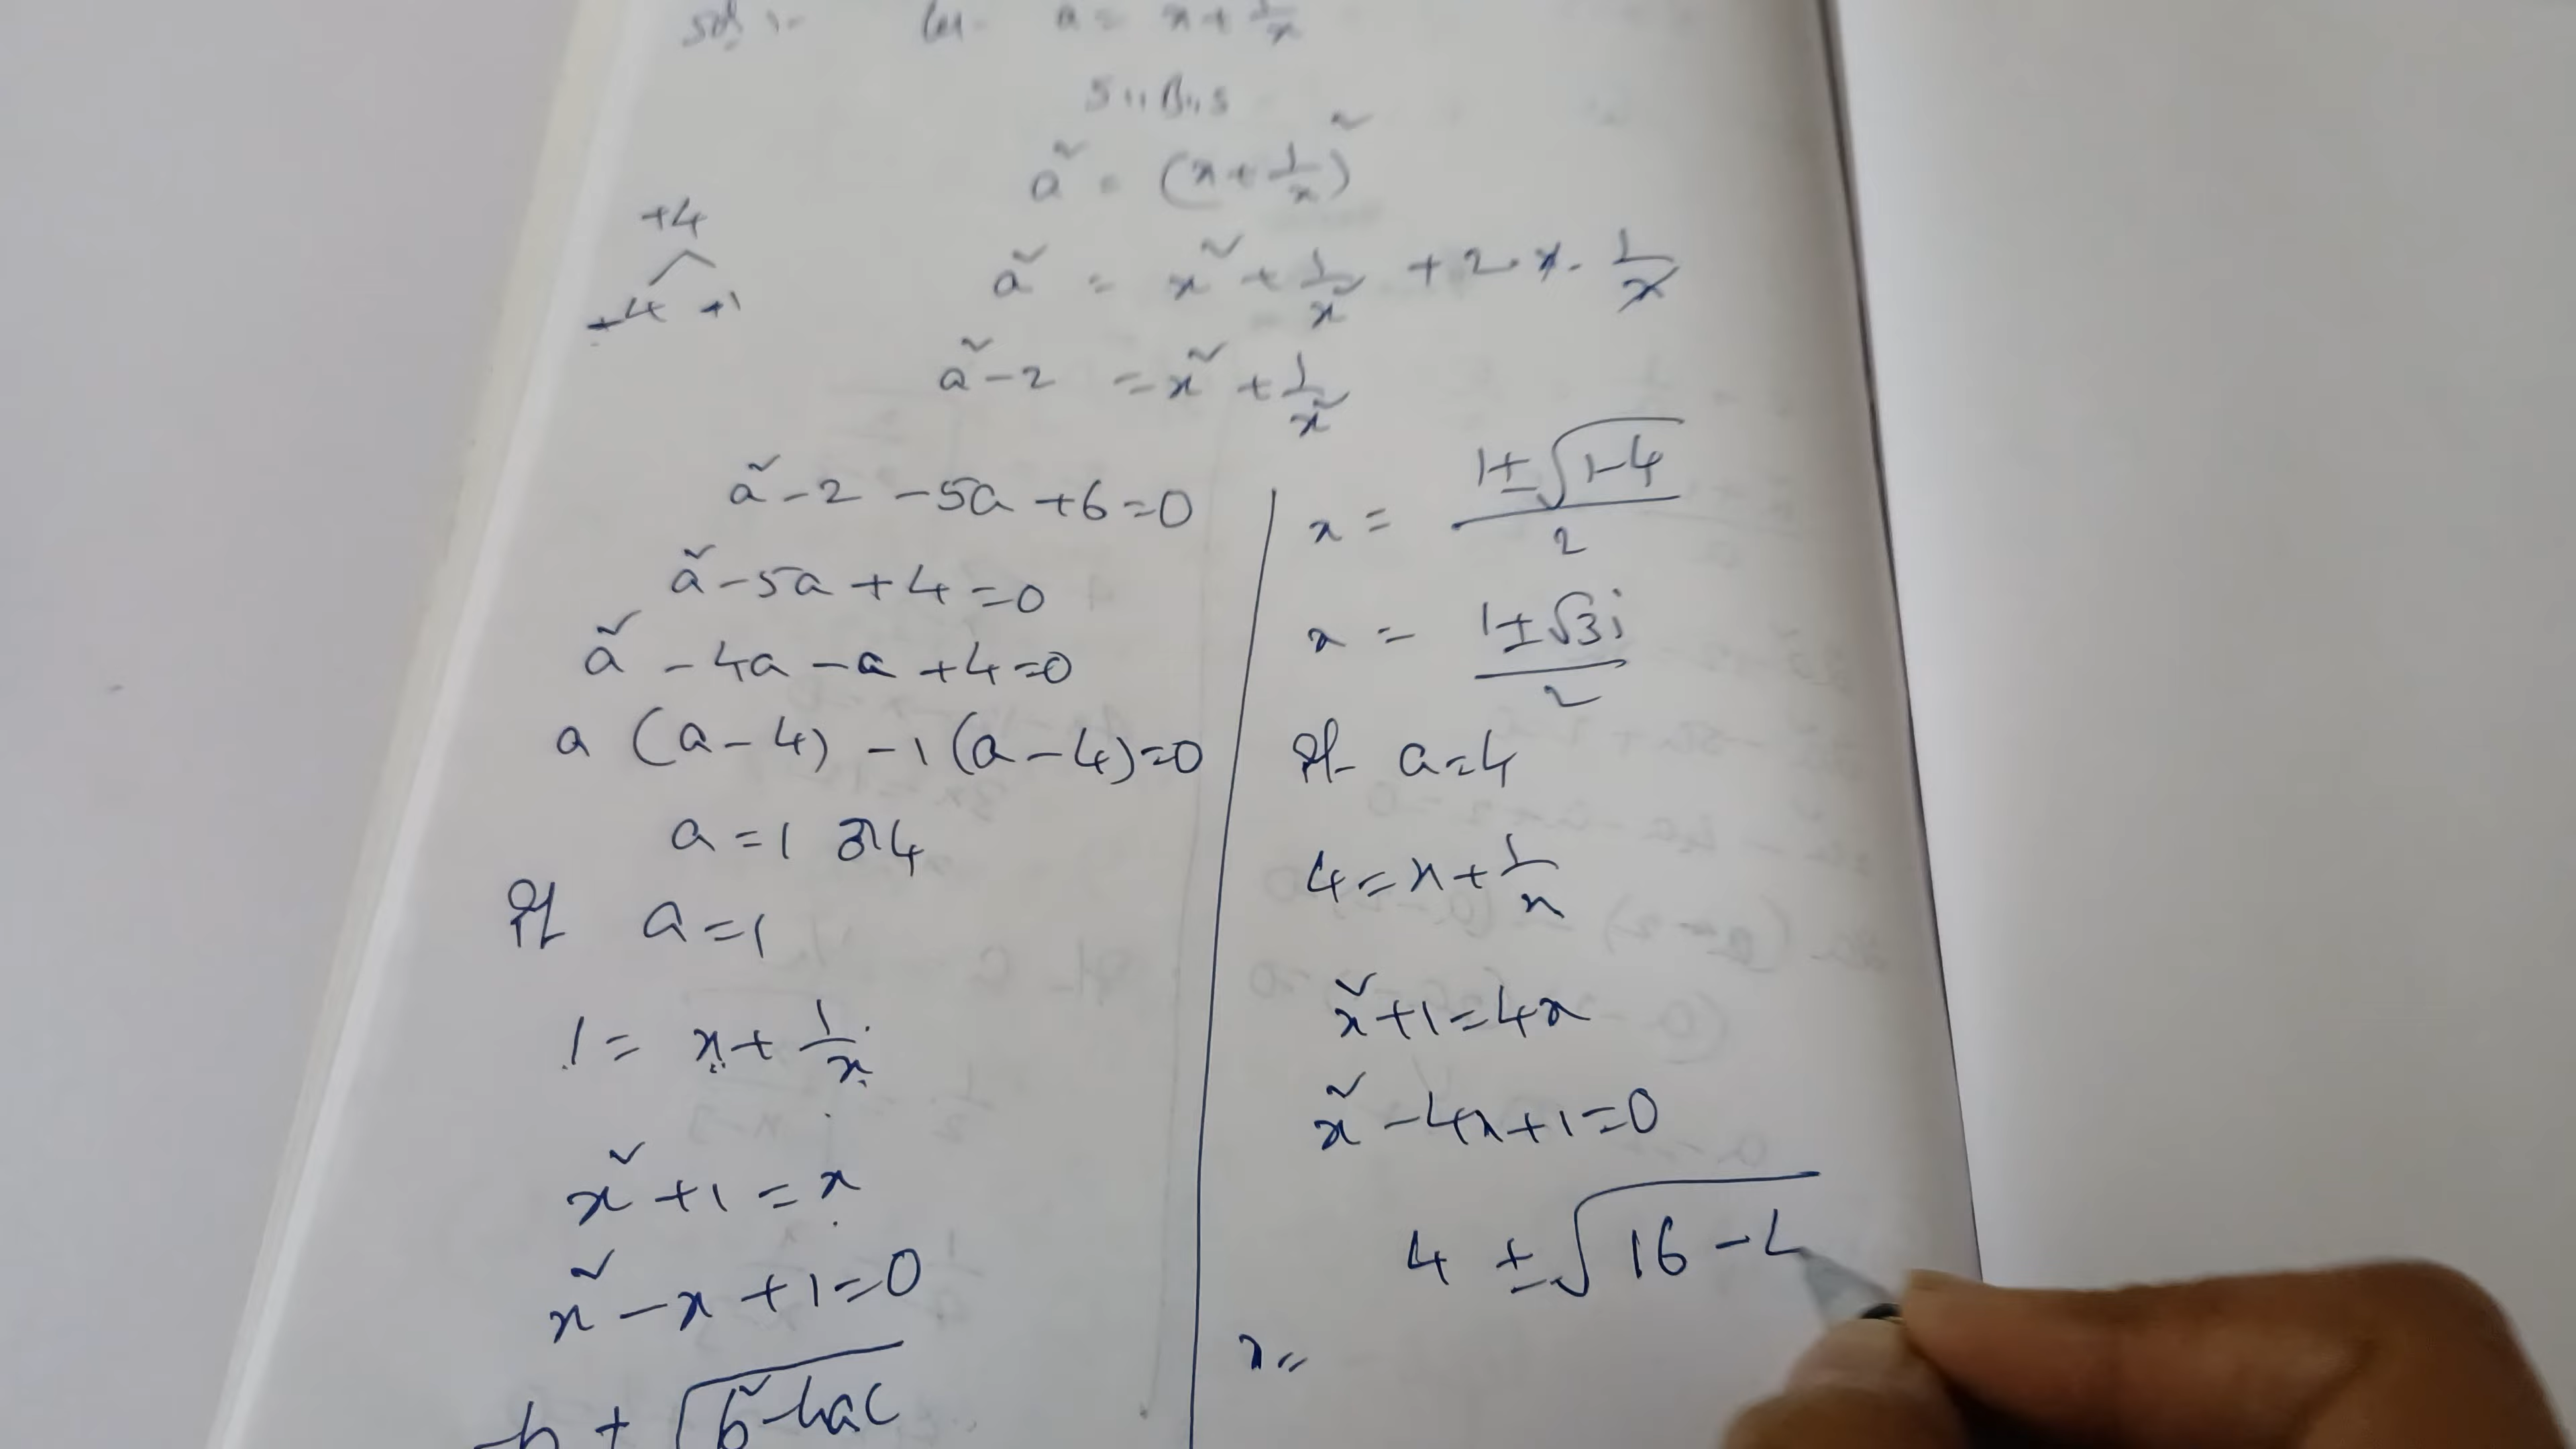 Sol :- Let a = x + 1/x
S.o.B.s
a² = (x + 1/x)²
+4
-4 +1
a² = x² + 1/x² + 2 · x · 1/x
a² - 2 = x² + 1/x²
a² - 2 - 5a + 6 = 0
a² - 5a + 4 = 0
a² - 4a - a + 4 = 0
a (a - 4) - 1 (a - 4) = 0
a = 1 or 4
If a = 1
1 = x + 1/x
x² + 1 = x
x² - x + 1 = 0
-b ± √(b² - 4ac)
x = (1 ± √(1 - 4))/2
x = (1 ± √3i)/2
If a = 4
4 = x + 1/x
x² + 1 = 4x
x² - 4x + 1 = 0
4 ± √(16 - 4
x =